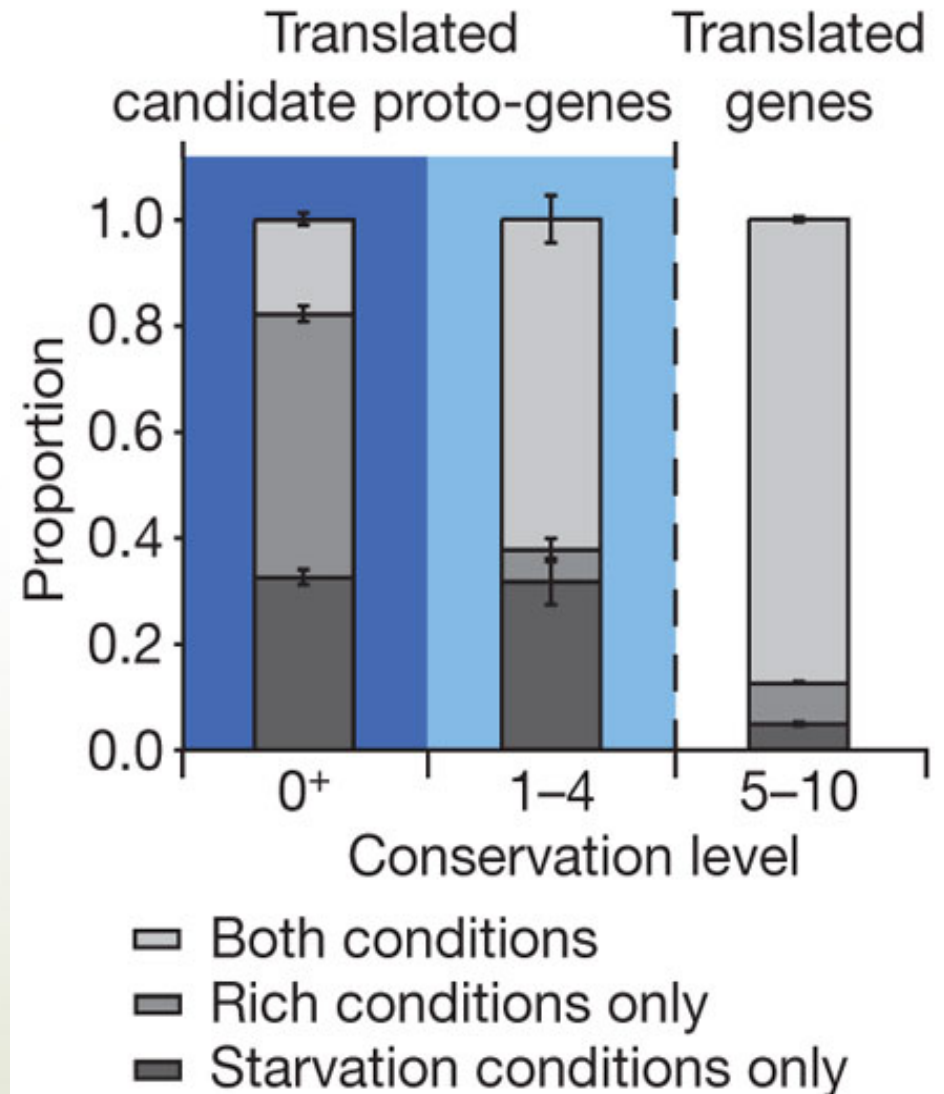 Translated
candidate proto-genes
Translated
genes
Proportion
1.0
0.8
0.6
0.4
0.2
0.0
0⁺
1–4
5–10
Conservation level
Both conditions
Rich conditions only
Starvation conditions only